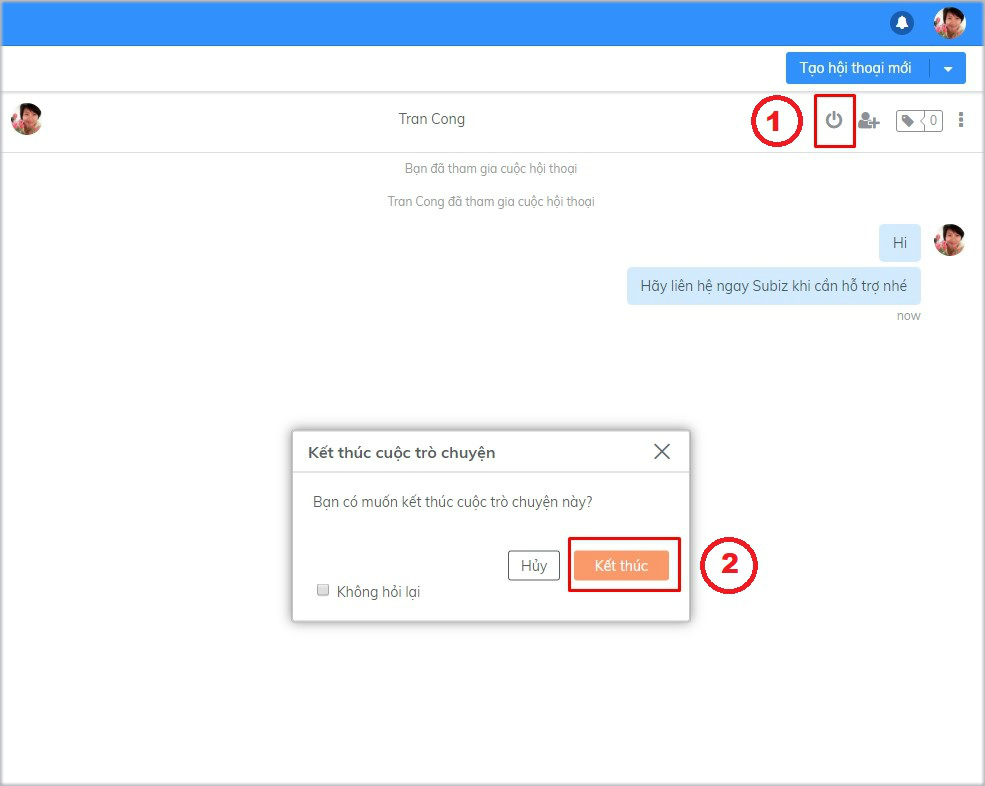 Tạo hội thoại mới
Tran Cong
1
0
Bạn đã tham gia cuộc hội thoại
Tran Cong đã tham gia cuộc hội thoại
Hi
Hãy liên hệ ngay Subiz khi cần hỗ trợ nhé
now
Kết thúc cuộc trò chuyện
Bạn có muốn kết thúc cuộc trò chuyện này?
Hủy
Kết thúc
2
Không hỏi lại